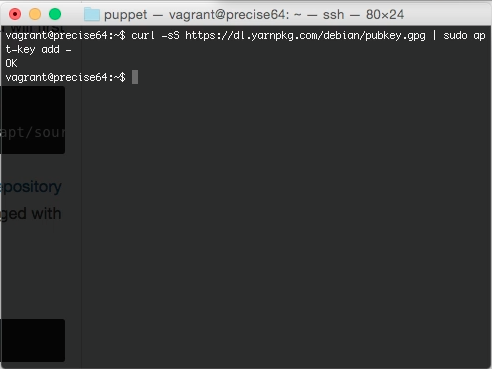 puppet — vagrant@precise64: ~ — ssh — 80×24
vagrant@precise64:~$ curl -sS https://dl.yarnpkg.com/debian/pubkey.gpg | sudo ap
t-key add -
OK
vagrant@precise64:~$
apt/sour
epository
ged with